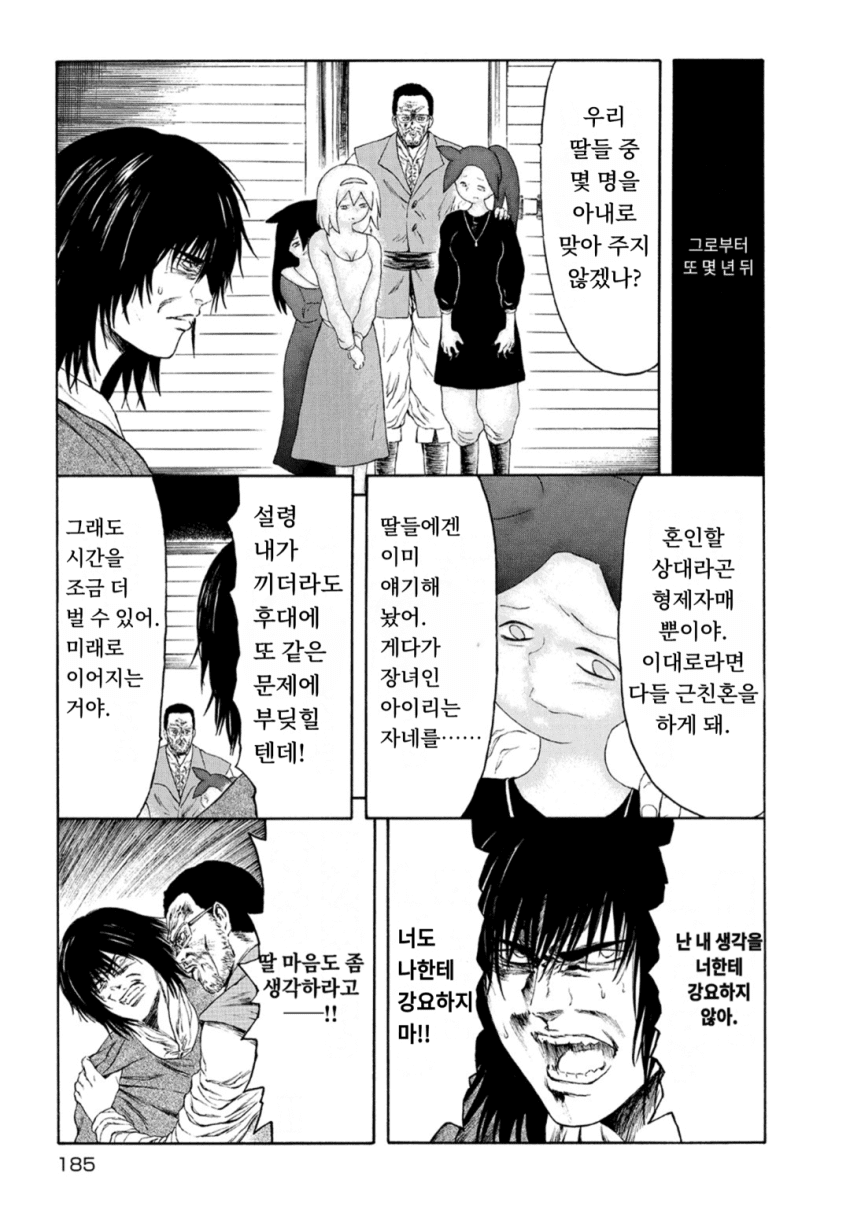 그로부터
또 몇 년 뒤
우리
딸들 중
몇 명을
아내로
맞아 주지
않겠나?
혼인할
상대라곤
형제자매
뿐이야.
이대로라면
다들 근친혼을
하게 돼.
딸들에겐
이미
얘기해
놨어.
게다가
장녀인
아이리는
자네를……
설령
내가
끼더라도
후대에
또 같은
문제에
부딪힐
텐데!
그래도
시간을
조금 더
벌 수 있어.
미래로
이어지는
거야.
난 내 생각을
너한테
강요하지
않아.
너도
나한테
강요하지
마!!
딸 마음도 좀
생각하라고
──!!
185